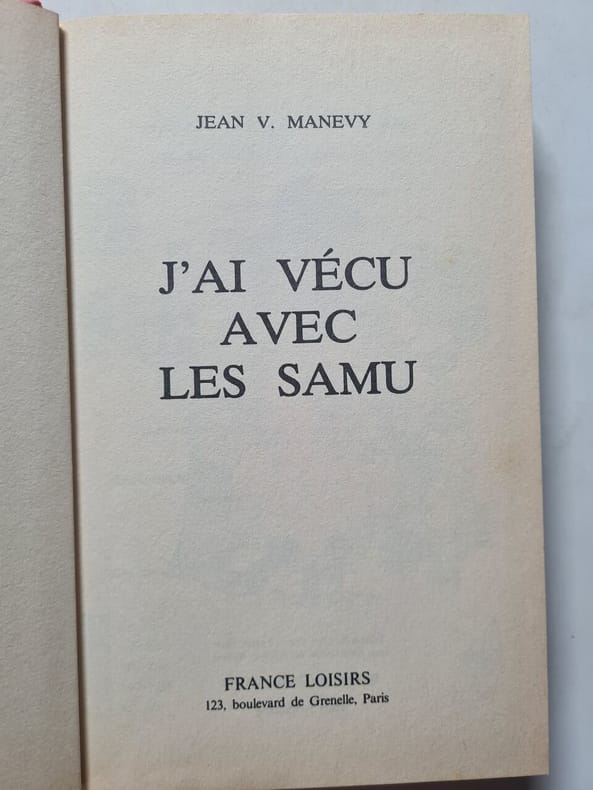 JEAN V. MANEVY
J'AI VÉCU
AVEC
LES SAMU
FRANCE LOISIRS
123, boulevard de Grenelle, Paris